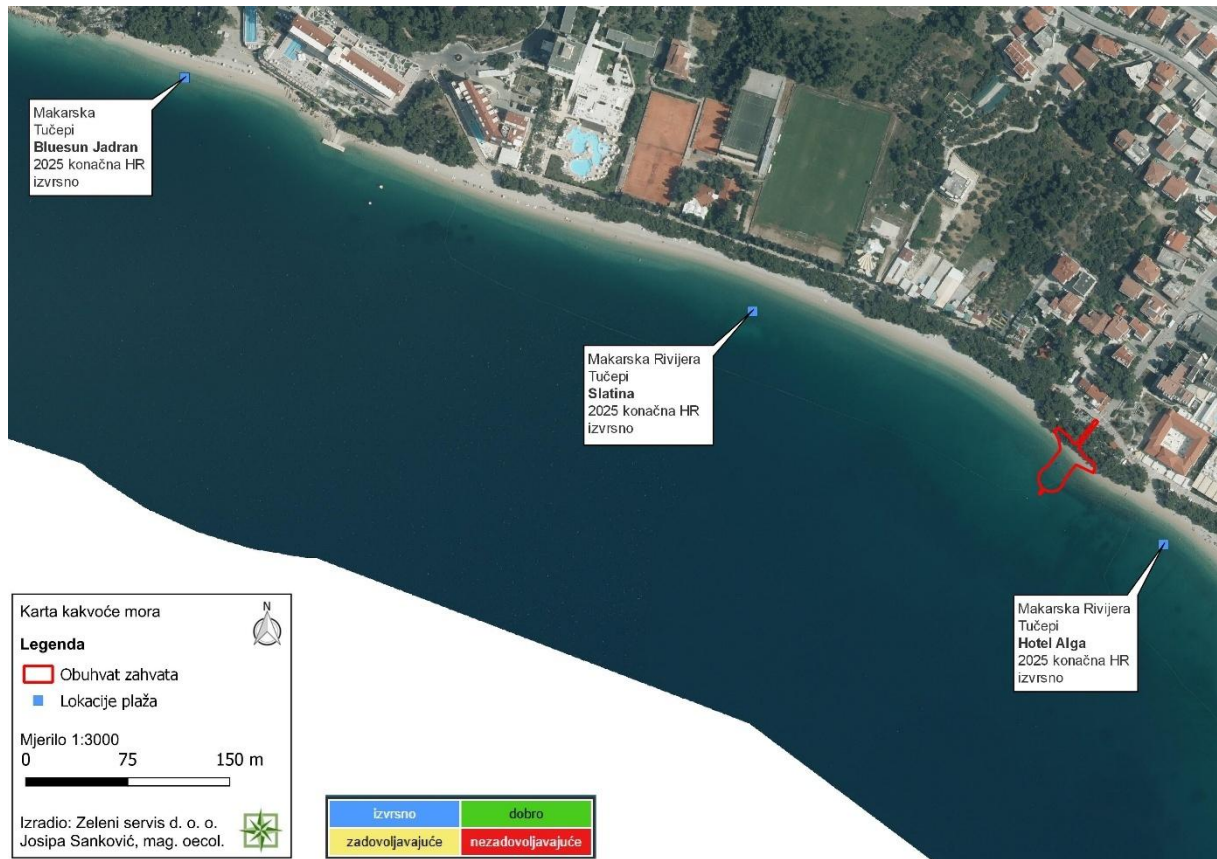 Makarska
Tučepi
Bluesun Jadran
2025 konačna HR
izvrsno
Makarska Rivijera
Tučepi
Slatina
2025 konačna HR
izvrsno
Makarska Rivijera
Tučepi
Hotel Alga
2025 konačna HR
izvrsno
Karta kakvoće mora
N
Legenda
Obuhvat zahvata
Lokacije plaža
Mjerilo 1:3000
0 75 150 m
Izradio: Zeleni servis d. o. o.
Josipa Sanković, mag. oecol.
izvrsno dobro
zadovoljavajuće nezadovoljavajuće